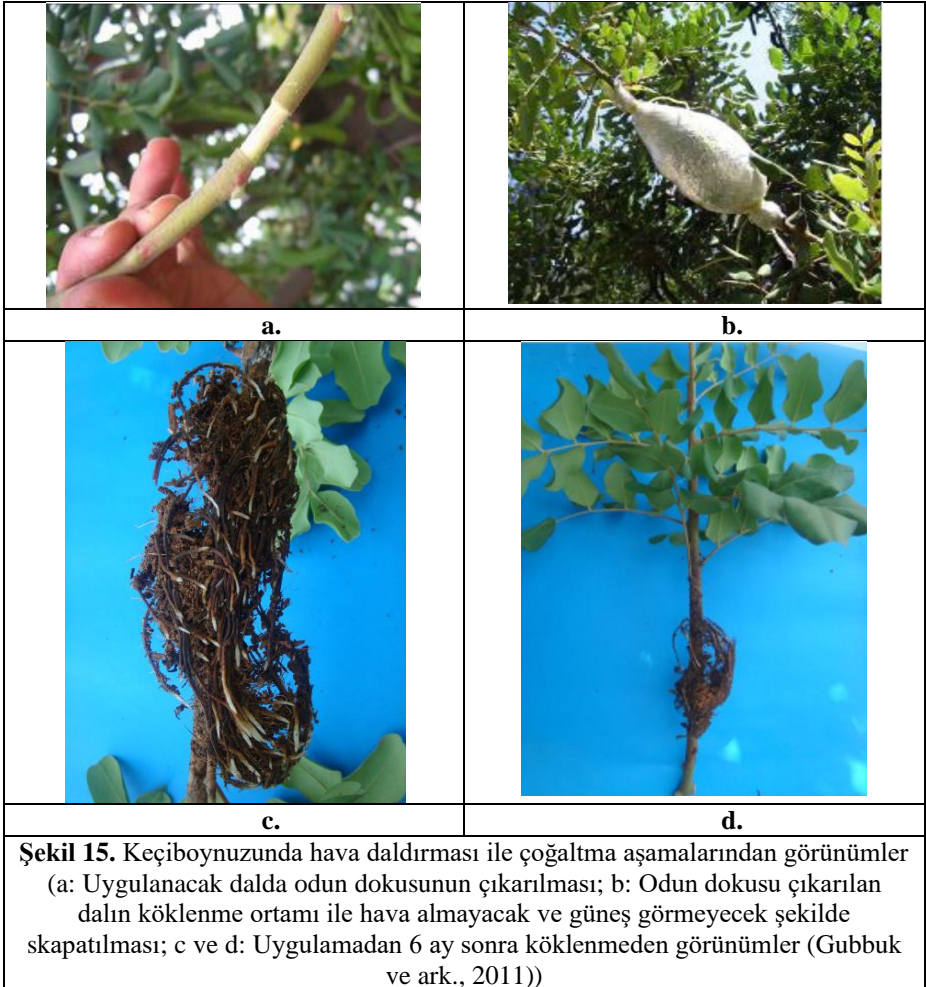 a.
b.
c.
d.
Şekil 15. Keçiboynuzunda hava daldırması ile çoğaltma aşamalarından görünümler
(a: Uygulanacak dalda odun dokusunun çıkarılması; b: Odun dokusu çıkarılan
dalın köklenme ortamı ile hava almayacak ve güneş görmeyecek şekilde
skapatılması; c ve d: Uygulamadan 6 ay sonra köklenmeden görünümler (Gubbuk
ve ark., 2011))